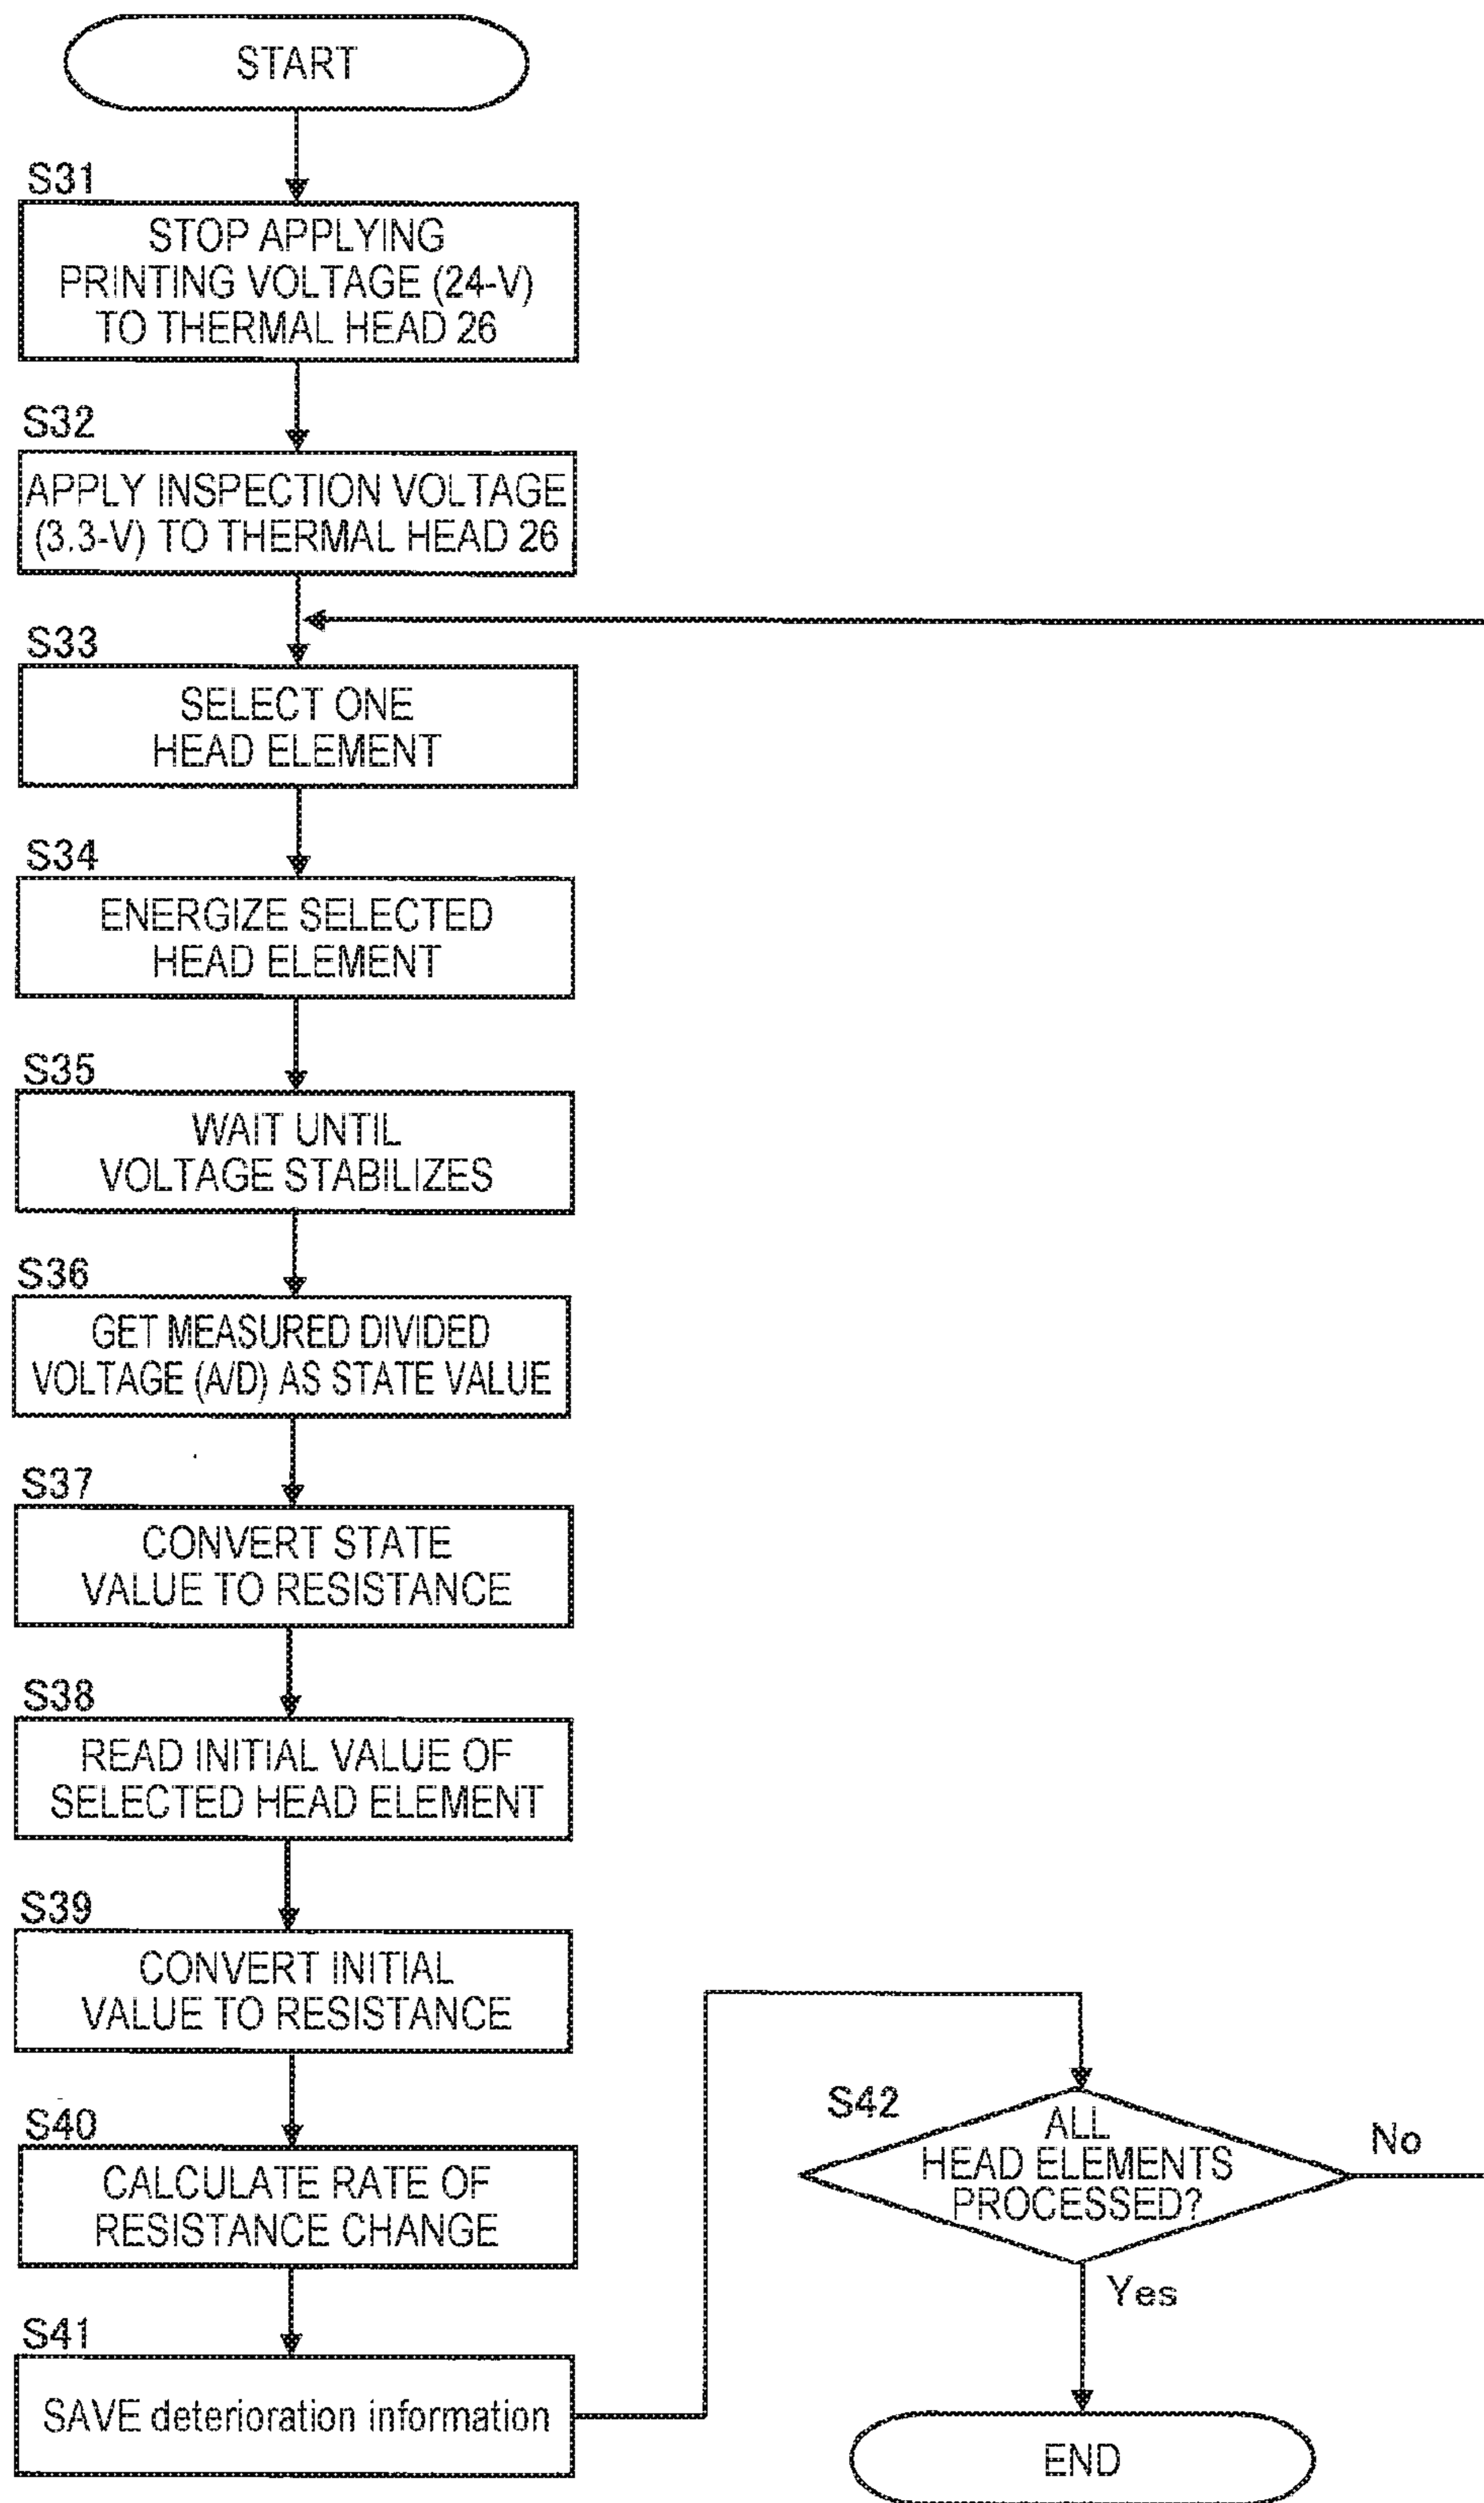 START
S31
STOP APPLYING
PRINTING VOLTAGE (24-V)
TO THERMAL HEAD 26
S32
APPLY INSPECTION VOLTAGE
(3.3-V) TO THERMAL HEAD 26
S33
SELECT ONE
HEAD ELEMENT
S34
ENERGIZE SELECTED
HEAD ELEMENT
S35
WAIT UNTIL
VOLTAGE STABILIZES
S36
GET MEASURED DIVIDED
VOLTAGE (A/D) AS STATE VALUE
S37
CONVERT STATE
VALUE TO RESISTANCE
S38
READ INITIAL VALUE OF
SELECTED HEAD ELEMENT
S39
CONVERT INITIAL
VALUE TO RESISTANCE
S40
CALCULATE RATE OF
RESISTANCE CHANGE
S41
SAVE deterioration information
S42
ALL
HEAD ELEMENTS
PROCESSED?
No
Yes
END